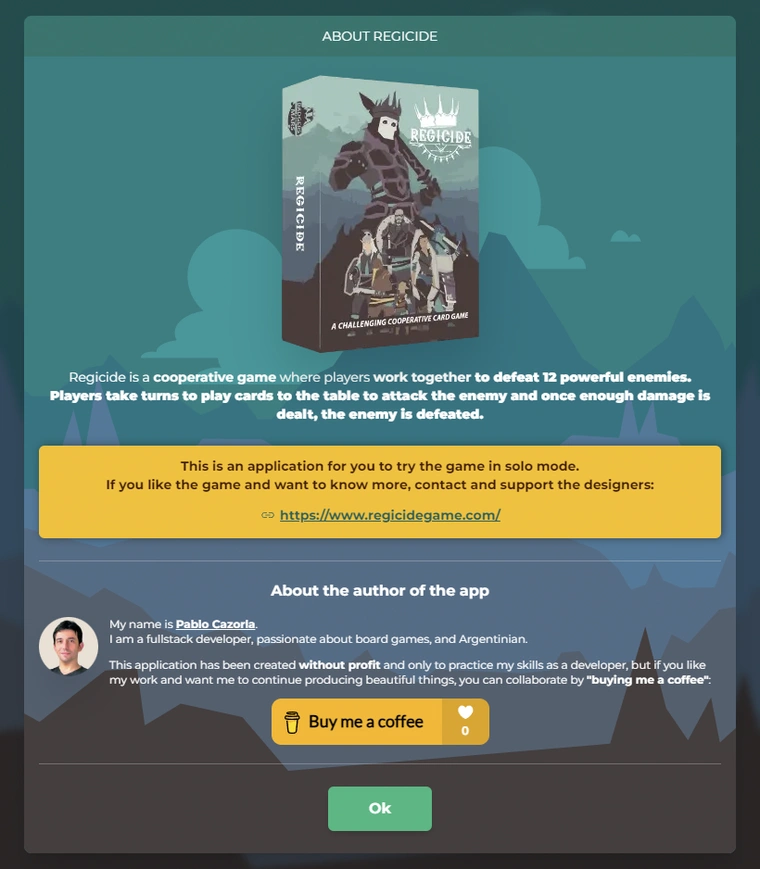 ABOUT REGICIDE
REGICIDE
REGICIDE
A CHALLENGING COOPERATIVE CARD GAME
Regicide is a cooperative game where players work together to defeat 12 powerful enemies.
Players take turns to play cards to the table to attack the enemy and once enough damage is
dealt, the enemy is defeated.
This is an application for you to try the game in solo mode.
If you like the game and want to know more, contact and support the designers:
https://www.regicidegame.com/
About the author of the app
My name is Pablo Cazorla.
I am a fullstack developer, passionate about board games, and Argentinian.
This application has been created without profit and only to practice my skills as a developer, but if you like
my work and want me to continue producing beautiful things, you can collaborate by "buying me a coffee":
Buy me a coffee
0
Ok